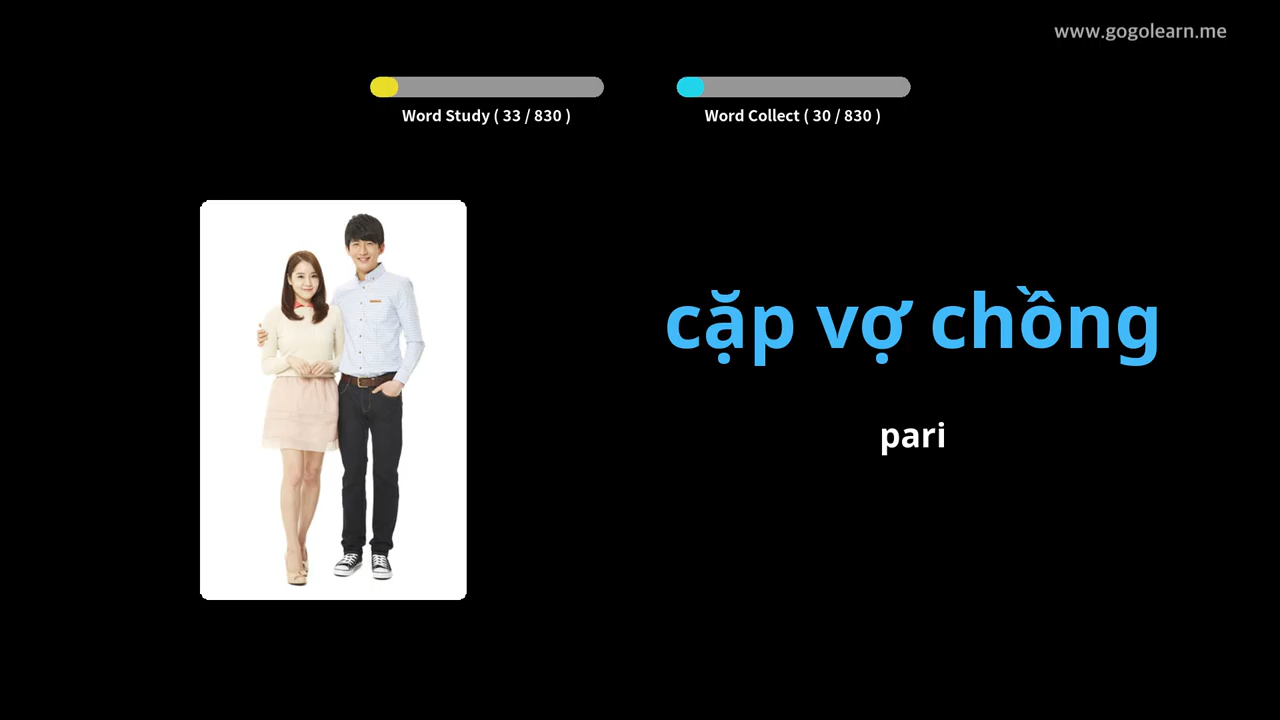 www.gogolearn.me
Word Study ( 33 / 830 )
Word Collect ( 30 / 830 )
cặp vợ chồng
pari